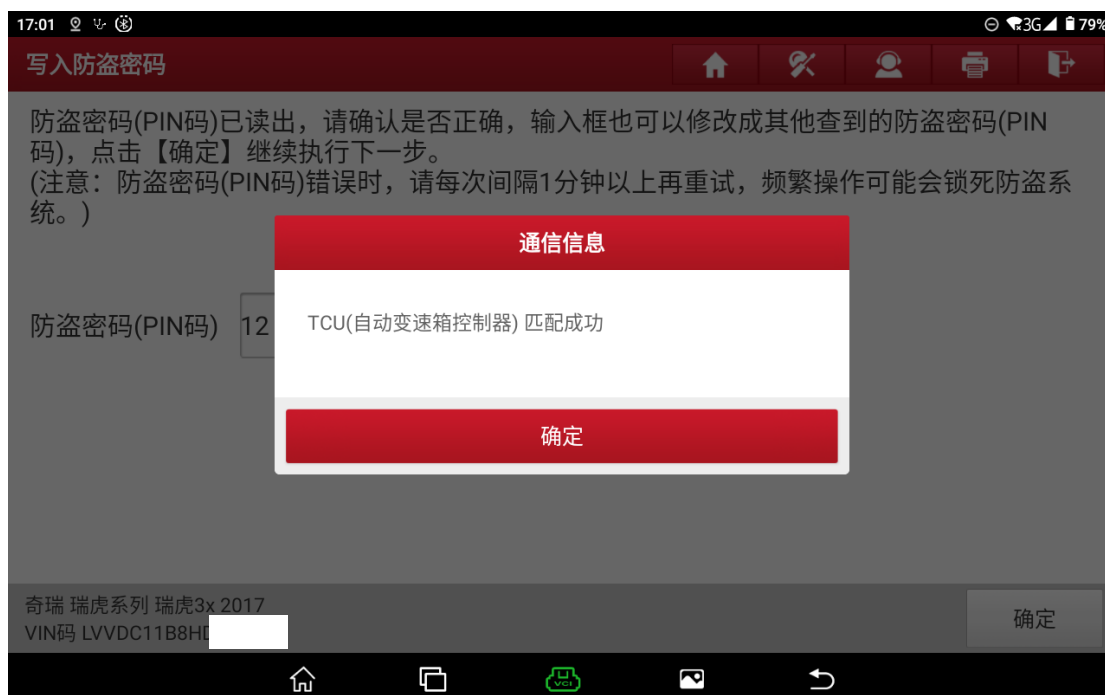 17:01
3G
79%
写入防盗密码
防盗密码(PIN码)已读出，请确认是否正确，输入框也可以修改成其他查到的防盗密码(PIN
码)，点击【确定】继续执行下一步。
(注意：防盗密码(PIN码)错误时，请每次间隔1分钟以上再重试，频繁操作可能会锁死防盗系
统。)
通信信息
防盗密码(PIN码) 12
TCU(自动变速箱控制器) 匹配成功
确定
奇瑞 瑞虎系列 瑞虎3x 2017
VIN码 LVVDC11B8H
确定
VCI